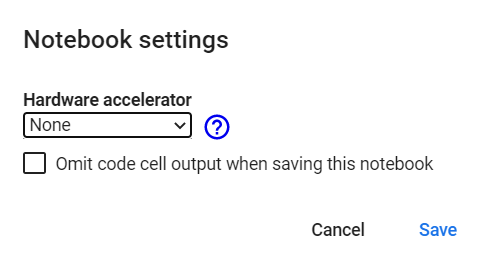 Notebook settings
Hardware accelerator
None
?
Omit code cell output when saving this notebook
Cancel Save